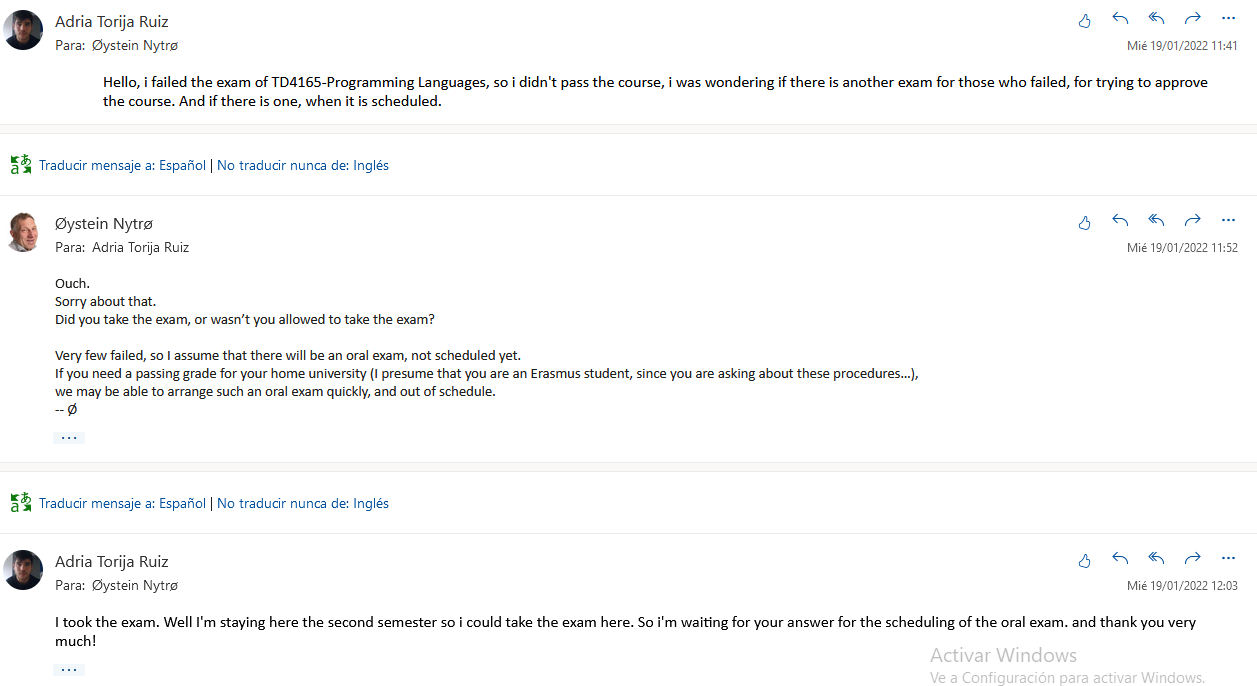 Adria Torija Ruiz
Para: Øystein Nytrø
Mié 19/01/2022 11:41
Hello, i failed the exam of TD4165-Programming Languages, so i didn't pass the course, i was wondering if there is another exam for those who failed, for trying to approve
the course. And if there is one, when it is scheduled.
Traducir mensaje a: Español | No traducir nunca de: Inglés
Øystein Nytrø
Para: Adria Torija Ruiz
Mié 19/01/2022 11:52
Ouch.
Sorry about that.
Did you take the exam, or wasn't you allowed to take the exam?
Very few failed, so I assume that there will be an oral exam, not scheduled yet.
If you need a passing grade for your home university (I presume that you are an Erasmus student, since you are asking about these procedures...),
we may be able to arrange such an oral exam quickly, and out of schedule.
-- Ø
...
Traducir mensaje a: Español | No traducir nunca de: Inglés
Adria Torija Ruiz
Para: Øystein Nytrø
Mié 19/01/2022 12:03
I took the exam. Well I'm staying here the second semester so i could take the exam here. So i'm waiting for your answer for the scheduling of the oral exam. and thank you very
much!
...
Activar Windows
Ve a Configuración para activar Windows.